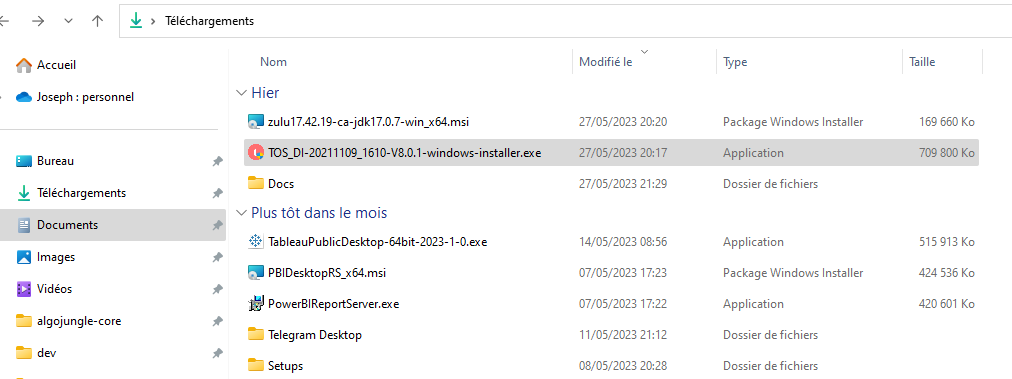 Téléchargements
Nom Modifié le Type Taille
Accueil
Joseph : personnel
Bureau
Téléchargements
Documents
Images
Vidéos
algojungle-core
dev
Hier
zulu17.42.19-ca-jdk17.0.7-win_x64.msi 27/05/2023 20:20 Package Windows Installer 169 660 Ko
TOS_DI-20211109_1610-V8.0.1-windows-installer.exe 27/05/2023 20:17 Application 709 800 Ko
Docs 27/05/2023 21:29 Dossier de fichiers
Plus tôt dans le mois
TableauPublicDesktop-64bit-2023-1-0.exe 14/05/2023 08:56 Application 515 913 Ko
PBIDesktopRS_x64.msi 07/05/2023 17:23 Package Windows Installer 424 536 Ko
PowerBIReportServer.exe 07/05/2023 17:22 Application 420 601 Ko
Telegram Desktop 11/05/2023 21:12 Dossier de fichiers
Setups 08/05/2023 20:28 Dossier de fichiers